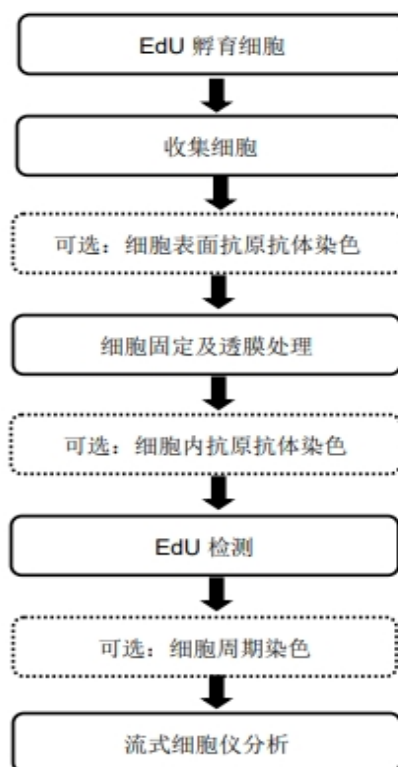 EdU 孵育细胞
收集细胞
可选：细胞表面抗原抗体染色
细胞固定及透膜处理
可选：细胞内抗原抗体染色
EdU 检测
可选：细胞周期染色
流式细胞仪分析